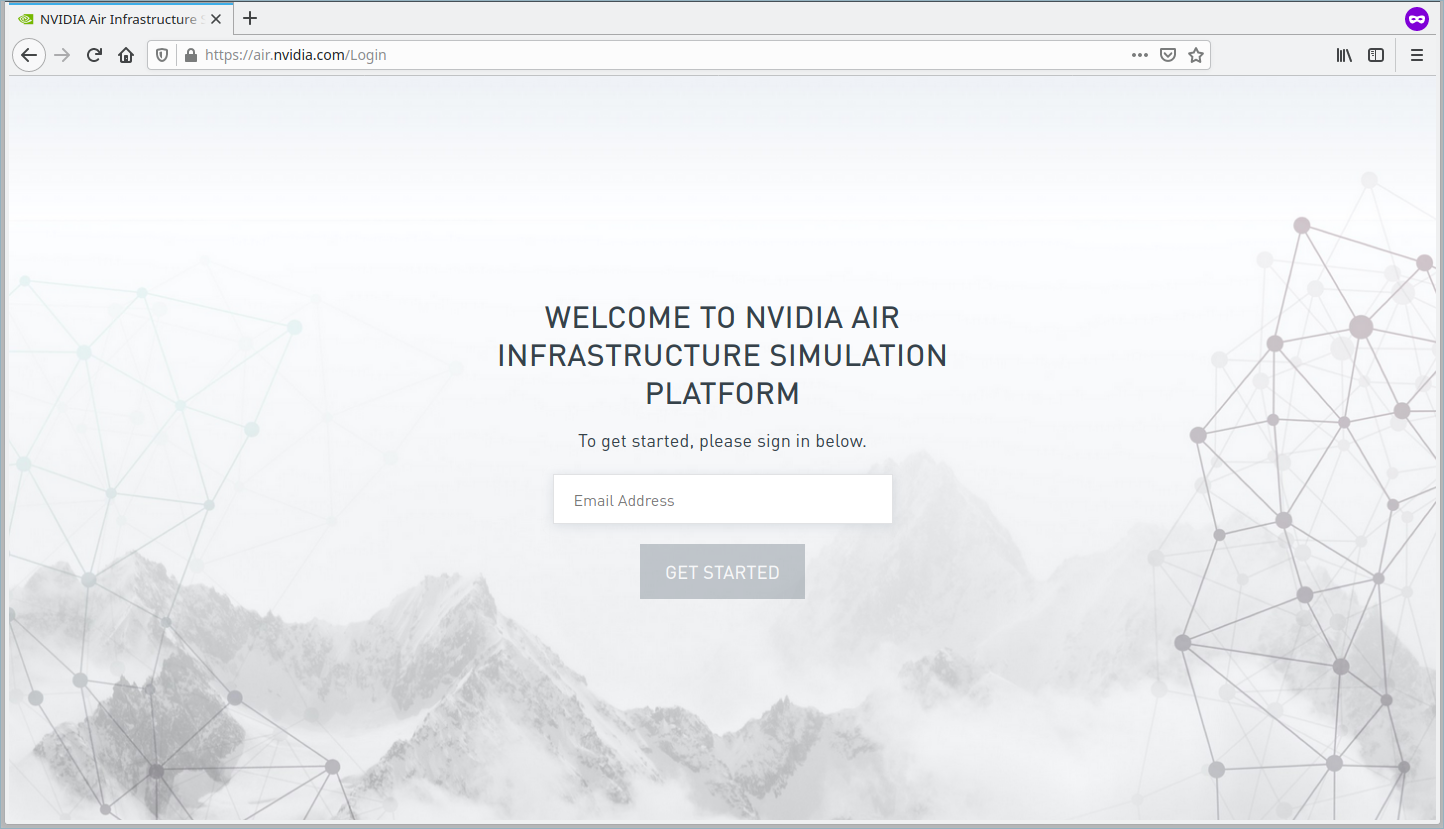 NVIDIA Air Infrastructure
https://air.nvidia.com/Login
WELCOME TO NVIDIA AIR
INFRASTRUCTURE SIMULATION
PLATFORM
To get started, please sign in below.
Email Address
GET STARTED